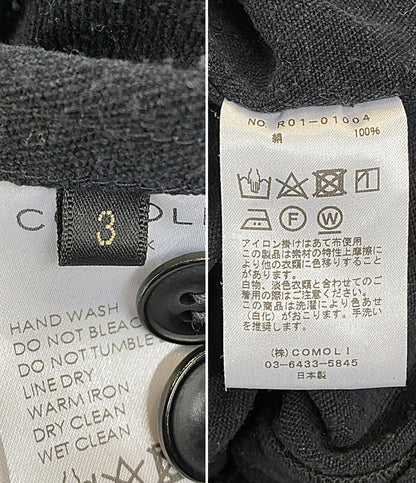 COMOLI
3
HAND WASH
DO NOT BLEAC
DO NOT TUMBLE
LINE DRY
WARM IRON
DRY CLEAN
WET CLEAN
NO. R01-01004
絹 100%
F W
アイロン掛けはあて布使用
この製品は素材の特性上摩擦に
より他の衣類に色移りする事が
あります。
白物、淡色衣類と合わせてのご
着用の際はご注意ください。
この商品は洗濯により色あせ
(白化)がおこります。手洗い
を推奨します。
(株)COMOLI
03-6433-5845
日本製